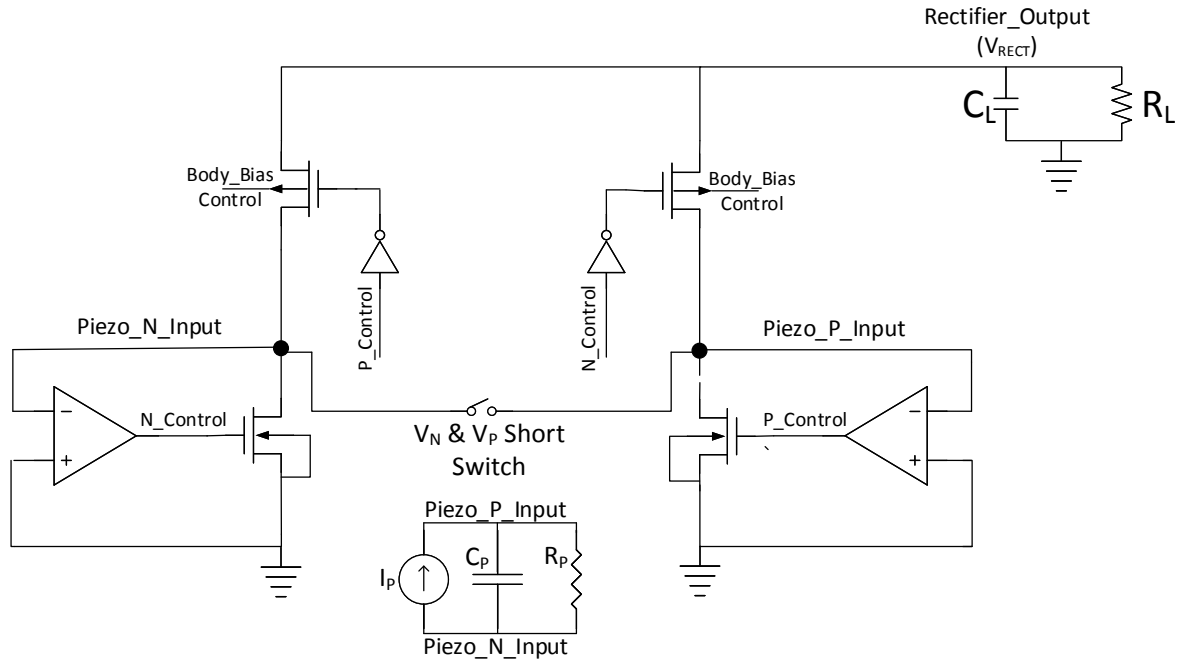 Rectifier_Output
(VRECT)
CL
RL
Body_Bias
Control
Body_Bias
Control
P_Control
N_Control
Piezo_N_Input
Piezo_P_Input
−
+
N_Control
P_Control
−
+
VN & VP Short
Switch
Piezo_P_Input
IP
CP
RP
Piezo_N_Input